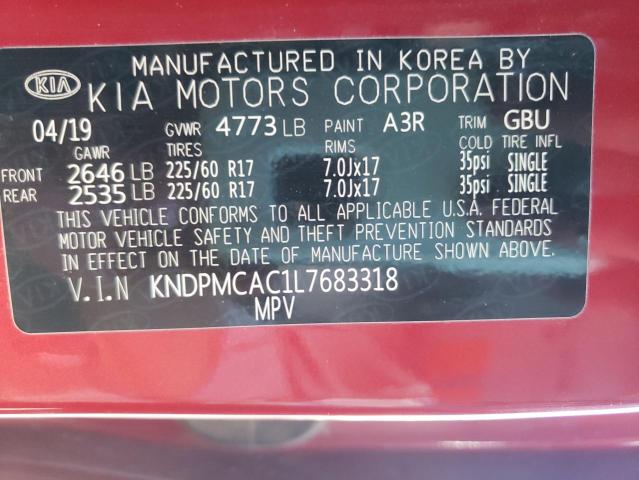 MANUFACTURED IN KOREA BY
KIA KIA MOTORS CORPORATION
04/19 GVWR 4773 LB PAINT A3R TRIM GBU
GAWR TIRES RIMS COLD TIRE INFL
FRONT 2646 LB 225/60 R17 7.0Jx17 35psi SINGLE
REAR 2535 LB 225/60 R17 7.0Jx17 35psi SINGLE
THIS VEHICLE CONFORMS TO ALL APPLICABLE U.S.A. FEDERAL
MOTOR VEHICLE SAFETY AND THEFT PREVENTION STANDARDS
IN EFFECT ON THE DATE OF MANUFACTURE SHOWN ABOVE.
V.I.N KNDPMCAC1L7683318
MPV